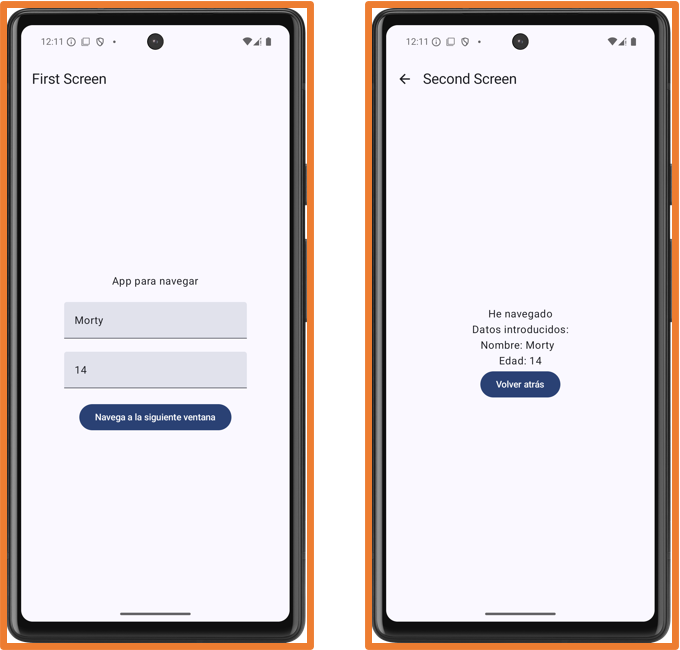 12:11
First Screen
App para navegar
Morty
14
Navega a la siguiente ventana
12:11
Second Screen
He navegado
Datos introducidos:
Nombre: Morty
Edad: 14
Volver atrás